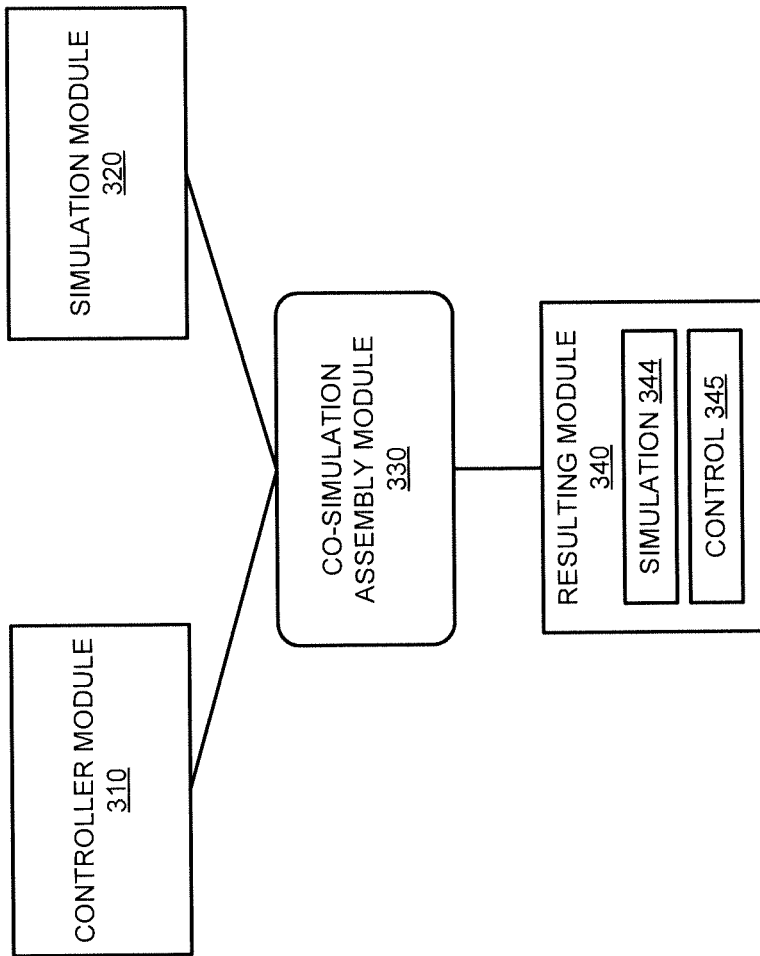 CONTROLLER MODULE
310
SIMULATION MODULE
320
CO-SIMULATION
ASSEMBLY MODULE
330
RESULTING MODULE
340
SIMULATION 344
CONTROL 345